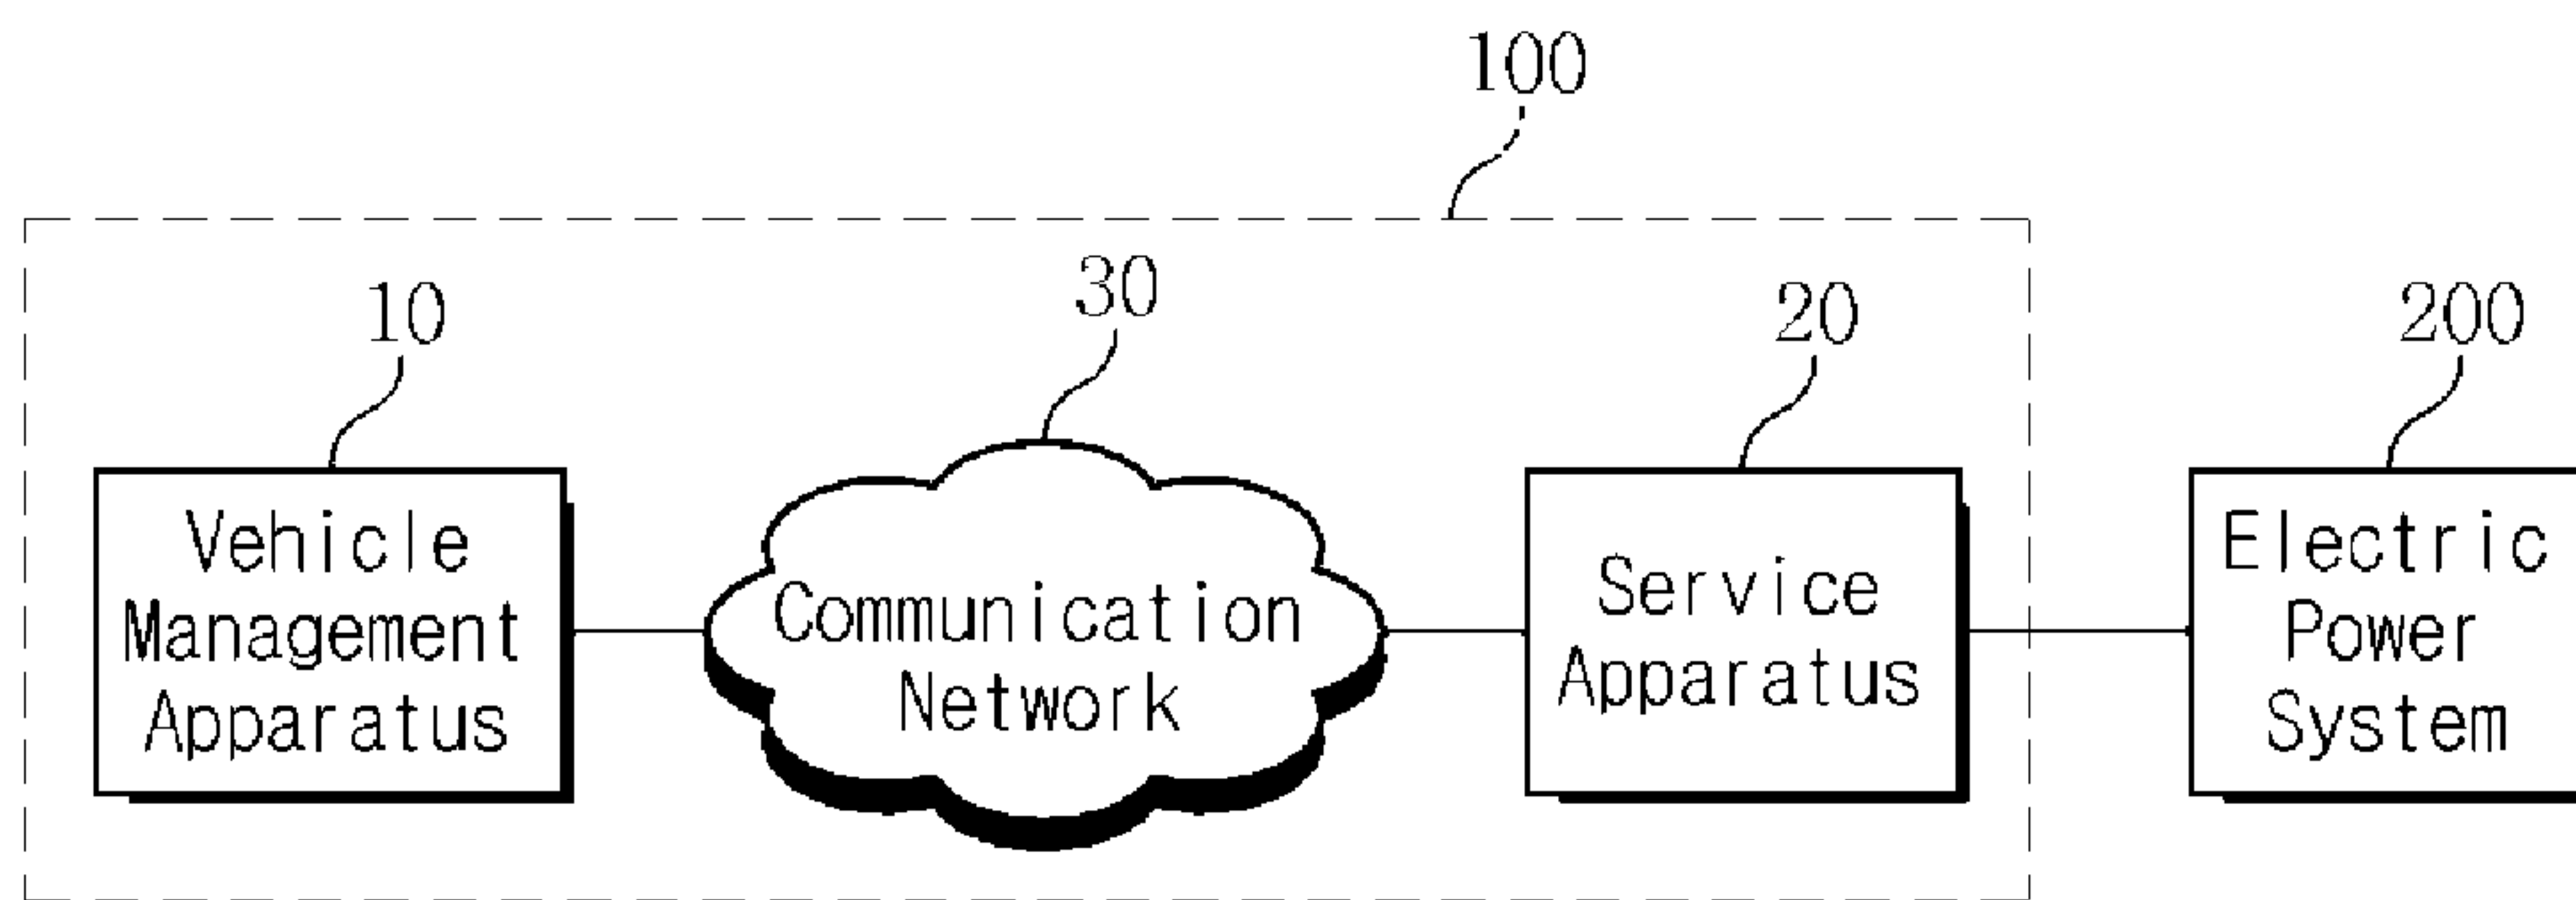 100
30
10
20
200
Vehicle
Management
Apparatus
Communication
Network
Service
Apparatus
Electric
Power
System